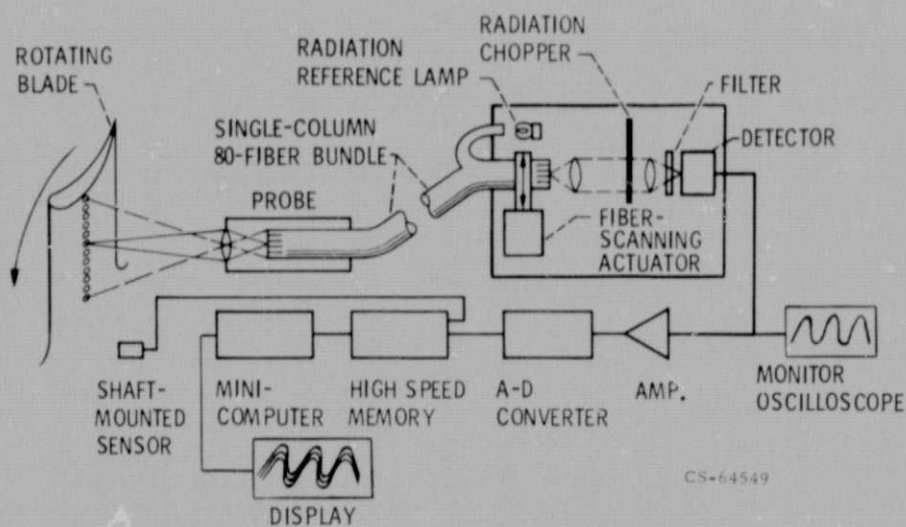 ROTATING
BLADE
RADIATION
REFERENCE LAMP
RADIATION
CHOPPER
FILTER
SINGLE-COLUMN
80-FIBER BUNDLE
DETECTOR
PROBE
FIBER-
SCANNING
ACTUATOR
SHAFT-
MOUNTED
SENSOR
MINI-
COMPUTER
HIGH SPEED
MEMORY
A-D
CONVERTER
AMP.
MONITOR
OSCILLOSCOPE
DISPLAY
CS-64549